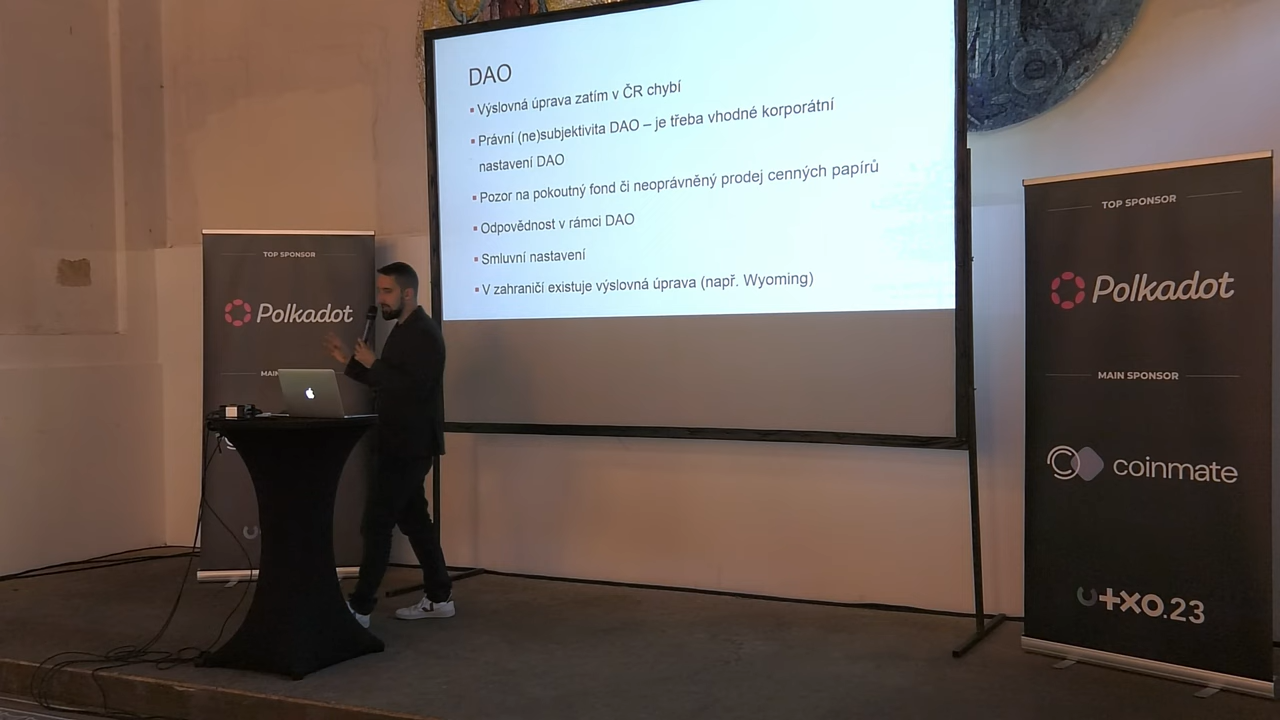 DAO
▪ Výslovná úprava zatím v ČR chybí
▪ Právní (ne)subjektivita DAO – je třeba vhodné korporátní
nastavení DAO
▪ Pozor na pokoutný fond či neoprávněný prodej cenných papírů
▪ Odpovědnost v rámci DAO
▪ Smluvní nastavení
▪ V zahraničí existuje výslovná úprava (např. Wyoming)
TOP SPONSOR
Polkadot
TOP SPONSOR
Polkadot
MAIN SPONSOR
coinmate
UTXO.23